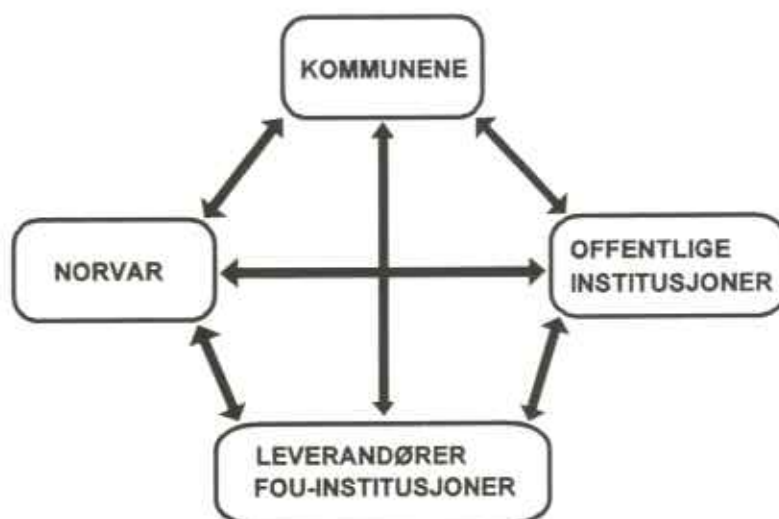 KOMMUNENE
NORVAR
OFFENTLIGE
INSTITUSJONER
LEVERANDØRER
FOU-INSTITUSJONER